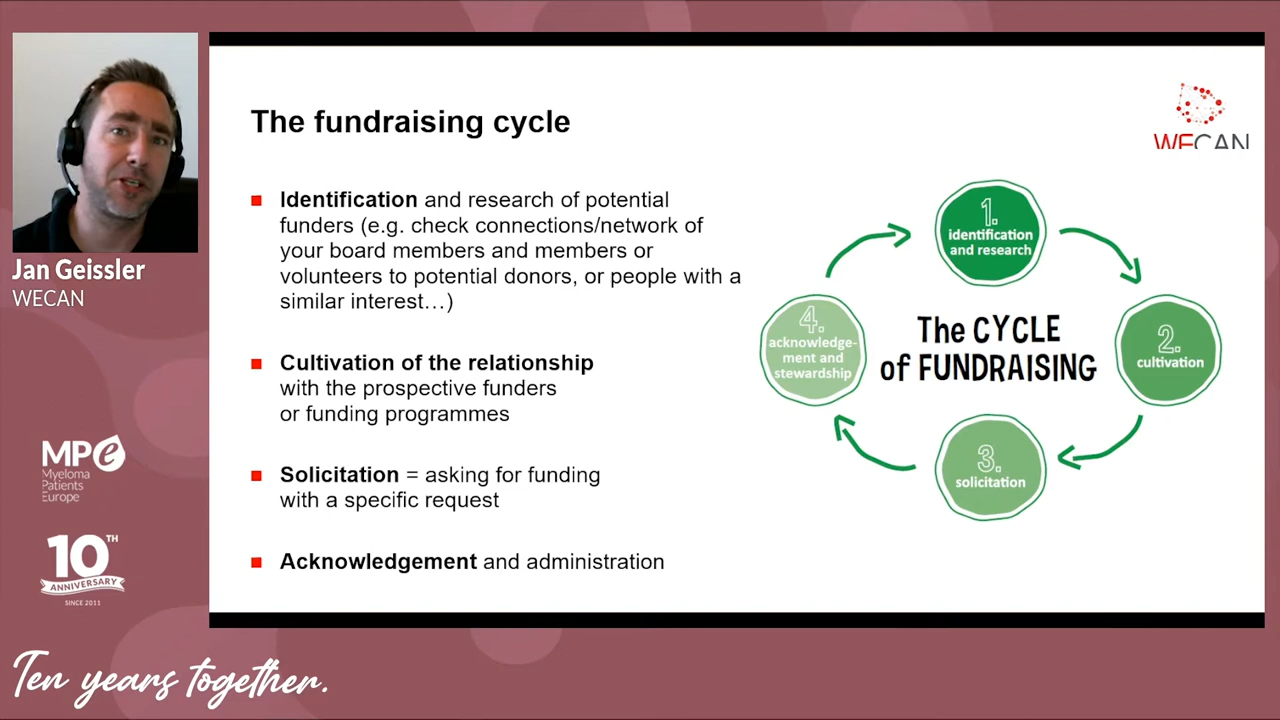 Jan Geissler
WECAN
MPe
Myeloma
Patients
Europe
10TH
ANNIVERSARY
SINCE 2011
Ten years together.
The fundraising cycle
WECAN
Identification and research of potential
funders (e.g. check connections/network of
your board members and members or
volunteers to potential donors, or people with a
similar interest…)
Cultivation of the relationship
with the prospective funders
or funding programmes
Solicitation = asking for funding
with a specific request
Acknowledgement and administration
The CYCLE
of FUNDRAISING
1.
identification
and research
2.
cultivation
3.
solicitation
4.
acknowledge-
ment and
stewardship